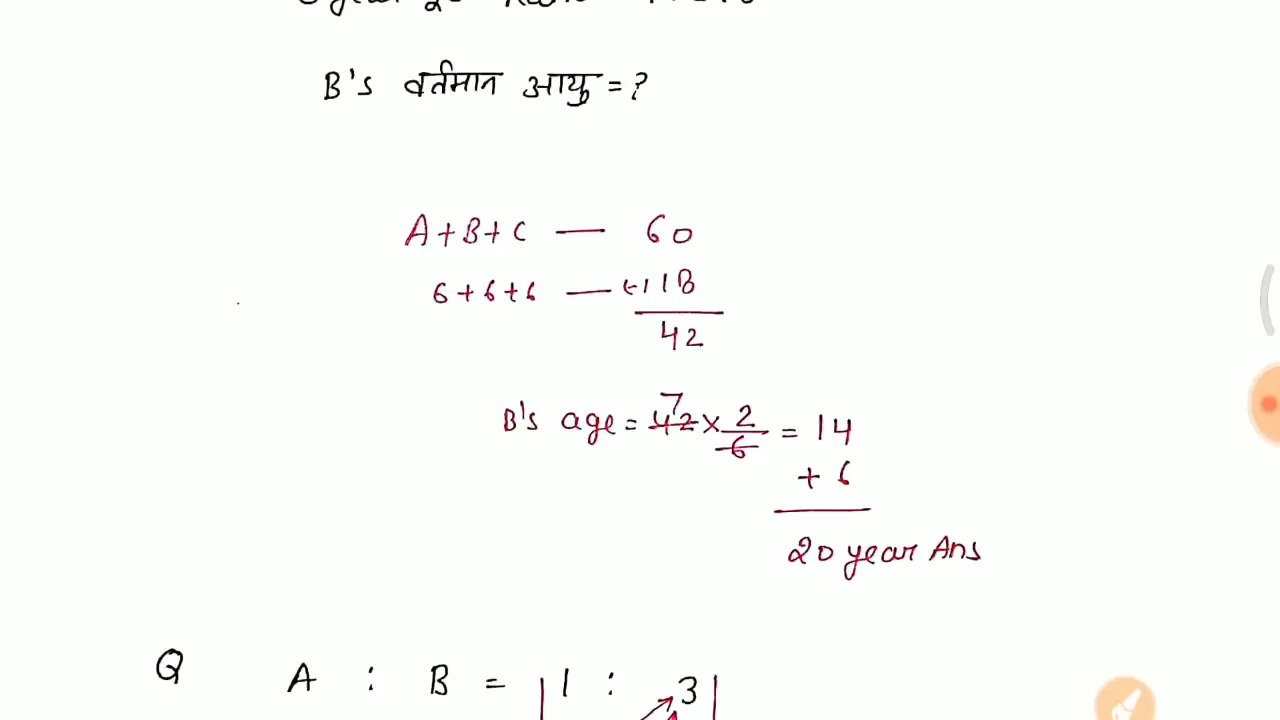 B's वर्तमान आयु = ?
A + B + C — 60
6 + 6 + 6 — (-) 18
42
7
B's age = 42 × 2/6 = 14
+ 6
20 year Ans
Q A : B = 1 : 3